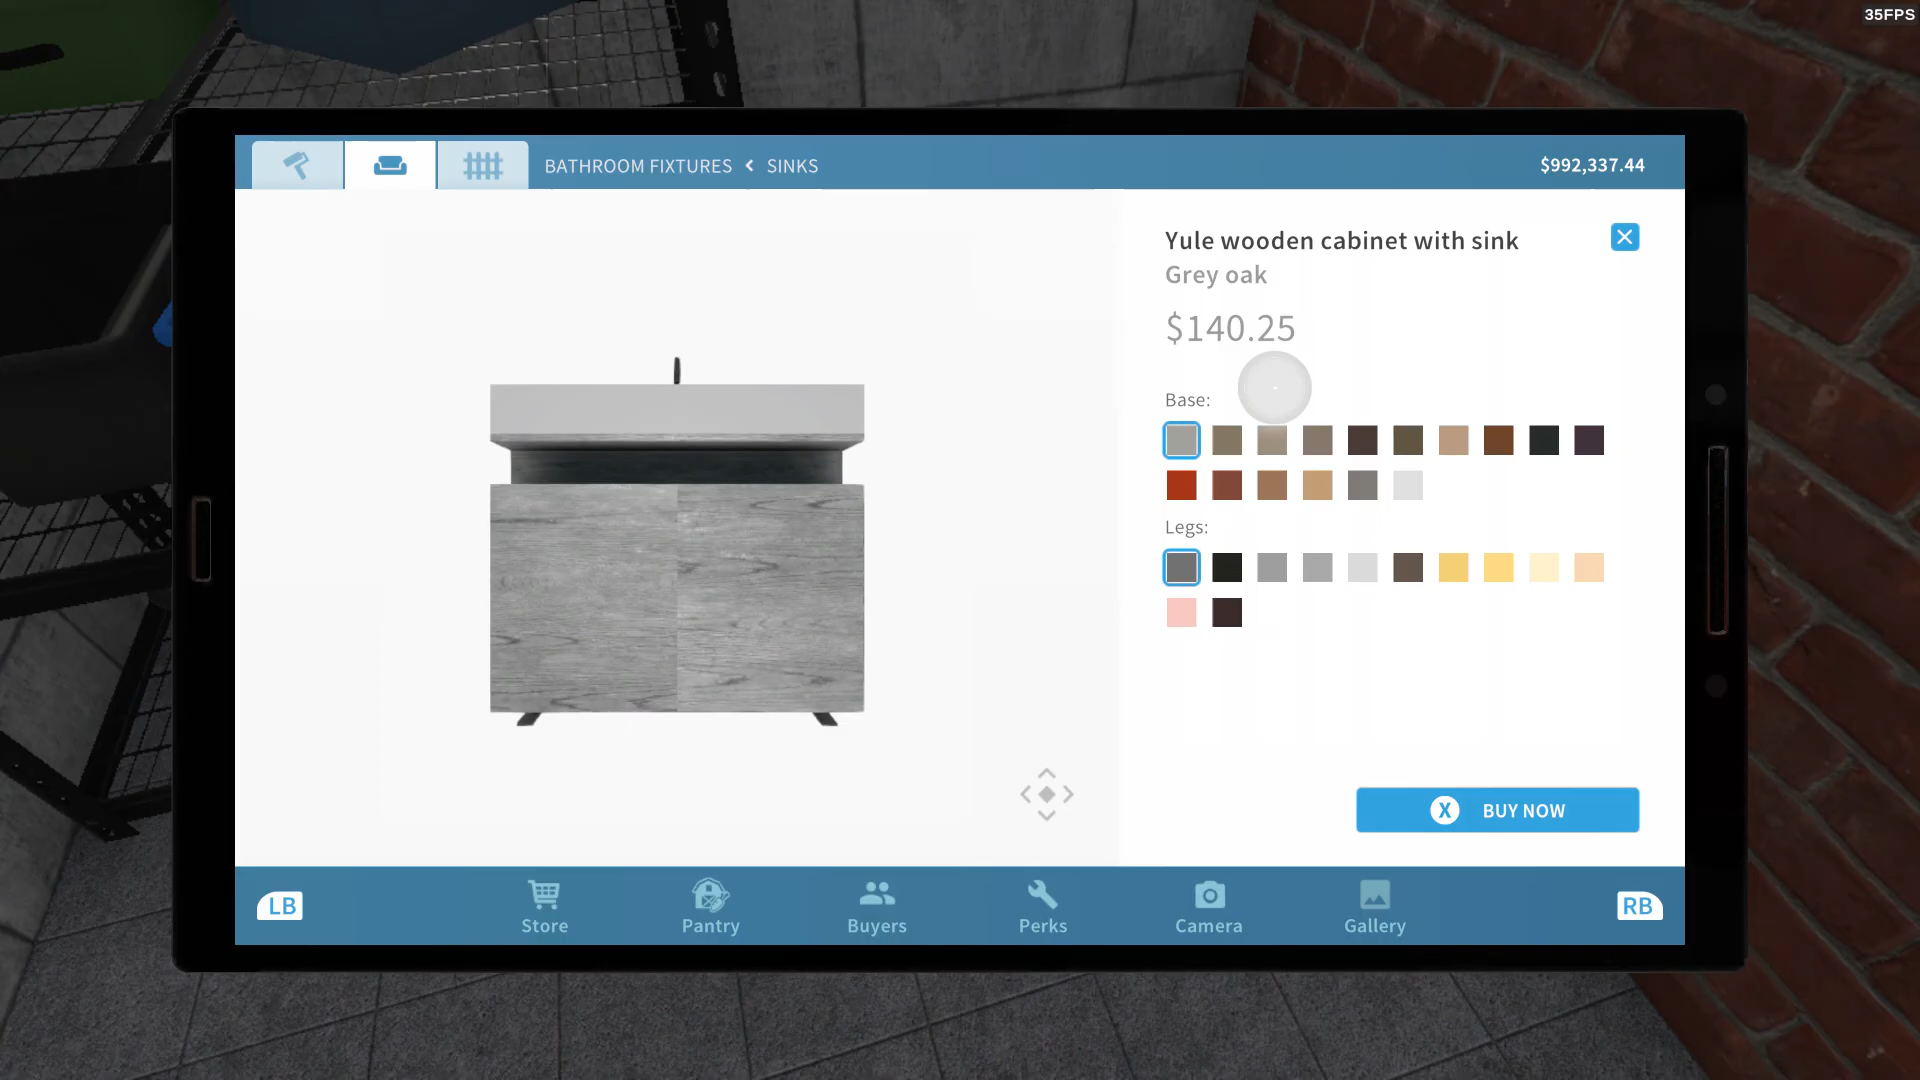 35FPS
BATHROOM FIXTURES < SINKS
$992,337.44
Yule wooden cabinet with sink
Grey oak
$140.25
Base:
Legs:
X BUY NOW
LB
Store
Pantry
Buyers
Perks
Camera
Gallery
RB